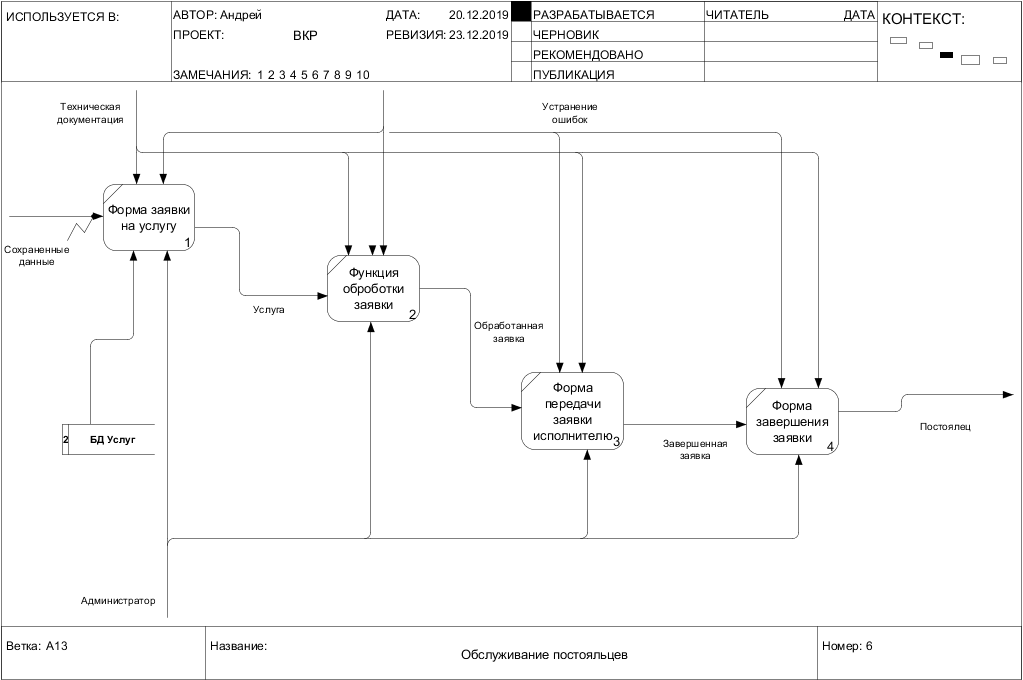 ИСПОЛЬЗУЕТСЯ В:
АВТОР: Андрей
ДАТА: 20.12.2019
РАЗРАБАТЫВАЕТСЯ
ЧИТАТЕЛЬ
ДАТА
КОНТЕКСТ:
ПРОЕКТ: ВКР
РЕВИЗИЯ: 23.12.2019
ЧЕРНОВИК
РЕКОМЕНДОВАНО
ЗАМЕЧАНИЯ: 1 2 3 4 5 6 7 8 9 10
ПУБЛИКАЦИЯ
Техническая
документация
Устранение
ошибок
Форма заявки
на услугу
1
Сохраненные
данные
Функция
обработки
заявки
2
Услуга
Обработанная
заявка
Форма
передачи
заявки
исполнителю
3
Форма
завершения
заявки
4
Завершенная
заявка
Постоялец
2 БД Услуг
Администратор
Ветка: A13
Название:
Обслуживание постояльцев
Номер: 6